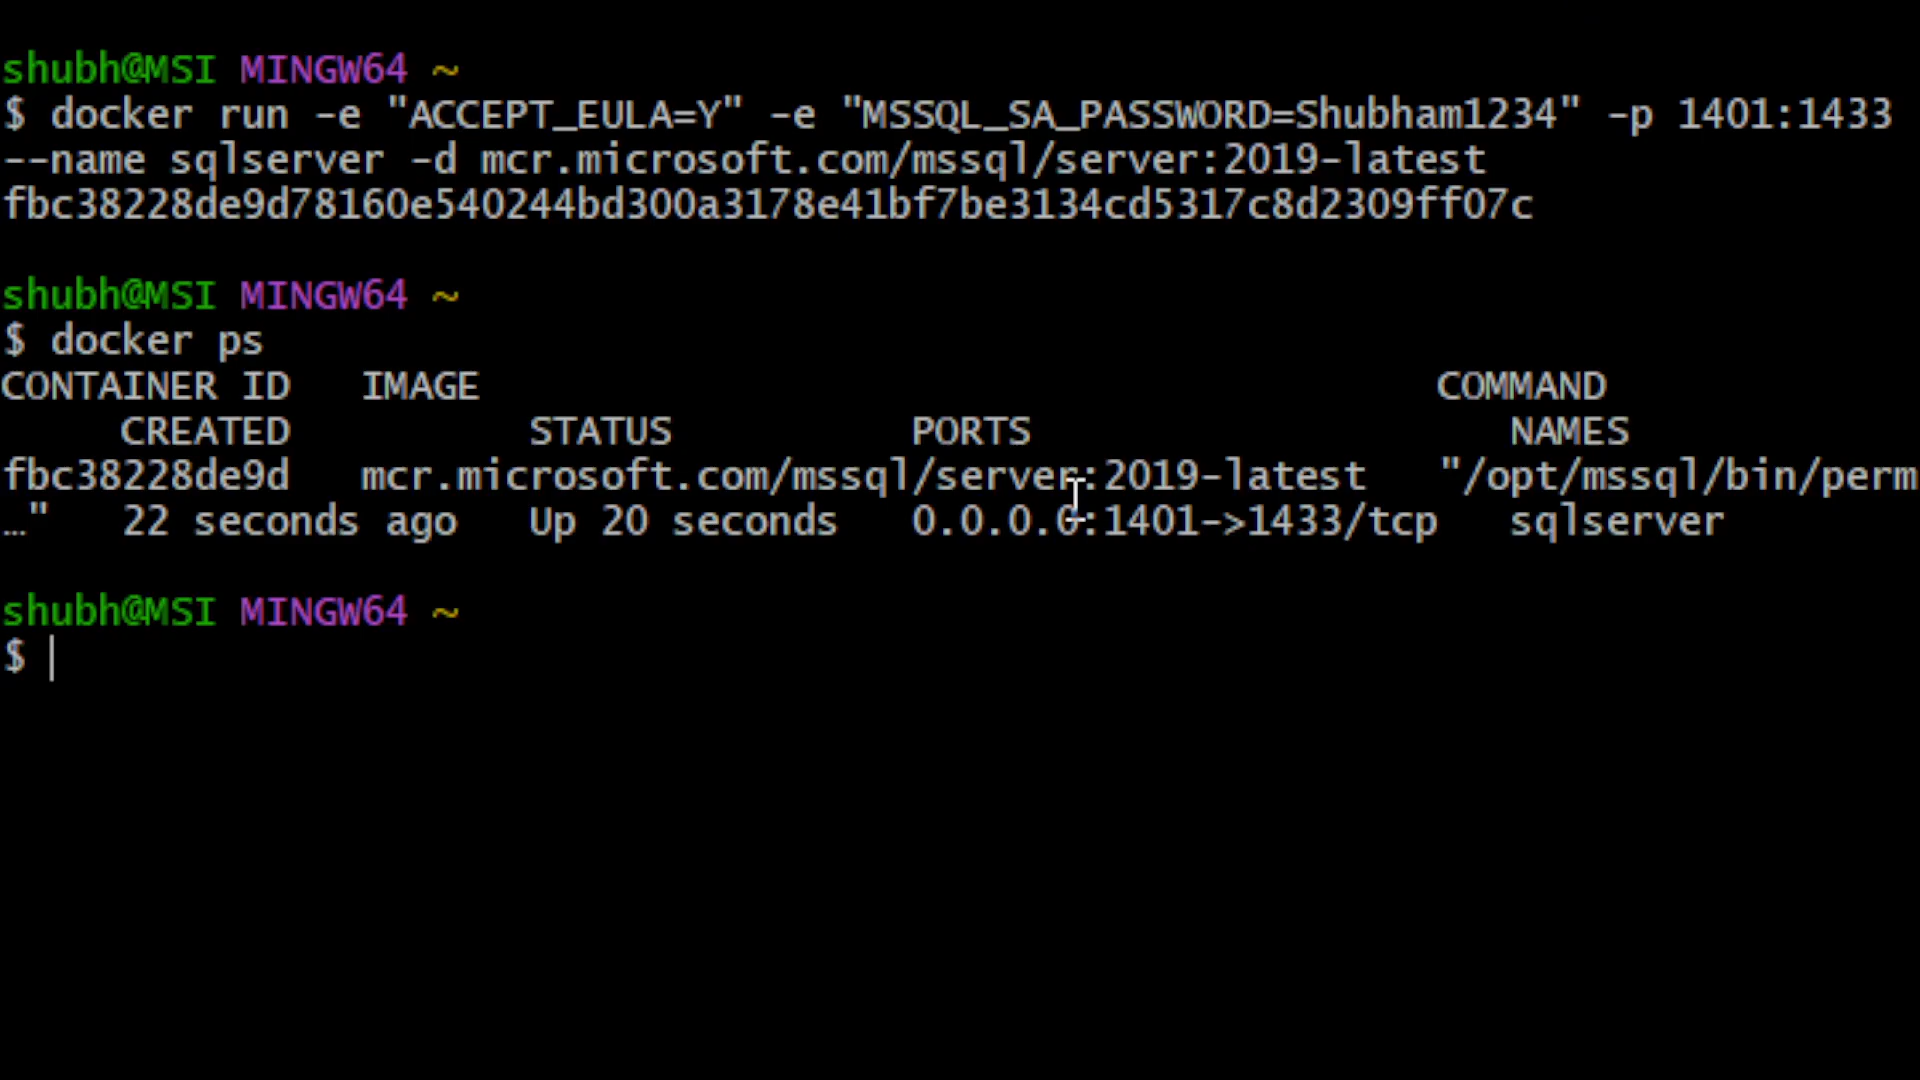 shubh@MSI MINGW64 ~
$ docker run -e "ACCEPT_EULA=Y" -e "MSSQL_SA_PASSWORD=Shubham1234" -p 1401:1433
--name sqlserver -d mcr.microsoft.com/mssql/server:2019-latest
fbc38228de9d78160e540244bd300a3178e41bf7be3134cd5317c8d2309ff07c
shubh@MSI MINGW64 ~
$ docker ps
CONTAINER ID   IMAGE                                        COMMAND
     CREATED          STATUS          PORTS                    NAMES
fbc38228de9d   mcr.microsoft.com/mssql/server:2019-latest   "/opt/mssql/bin/perm
…"   22 seconds ago   Up 20 seconds   0.0.0.0:1401->1433/tcp   sqlserver
shubh@MSI MINGW64 ~
$